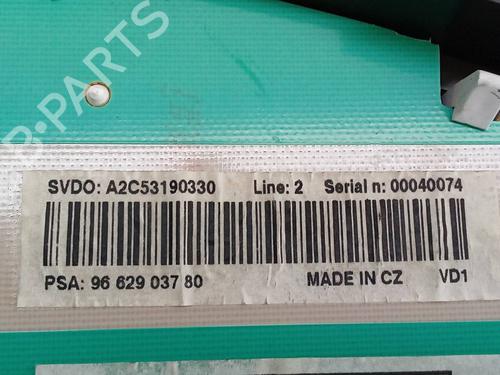 B-PARTS
SVDO: A2C53190330 Line: 2 Serial n: 00040074
PSA: 96 629 037 80 MADE IN CZ VD1